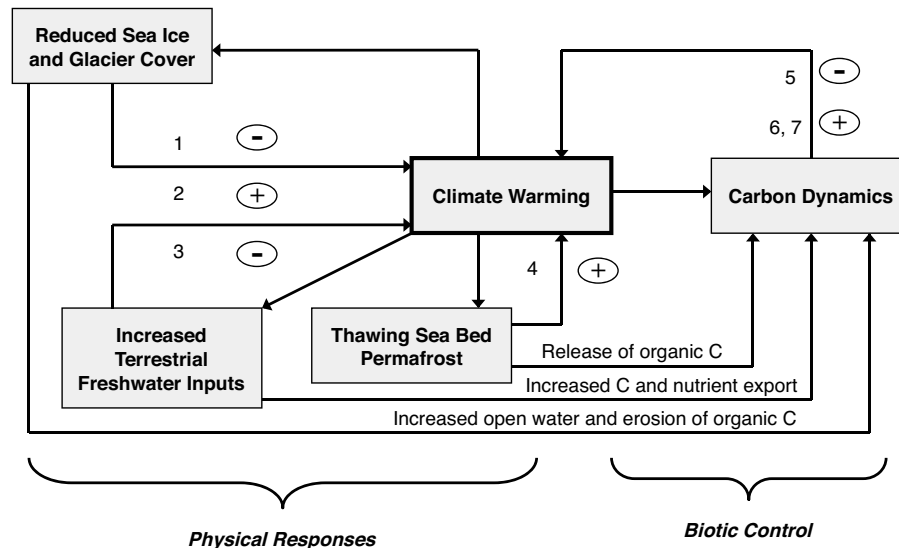 Reduced Sea Ice
and Glacier Cover
5 -
6, 7 +
1 -
2 +
3 -
Climate Warming
Carbon Dynamics
4 +
Increased
Terrestrial
Freshwater Inputs
Thawing Sea Bed
Permafrost
Release of organic C
Increased C and nutrient export
Increased open water and erosion of organic C
Physical Responses
Biotic Control